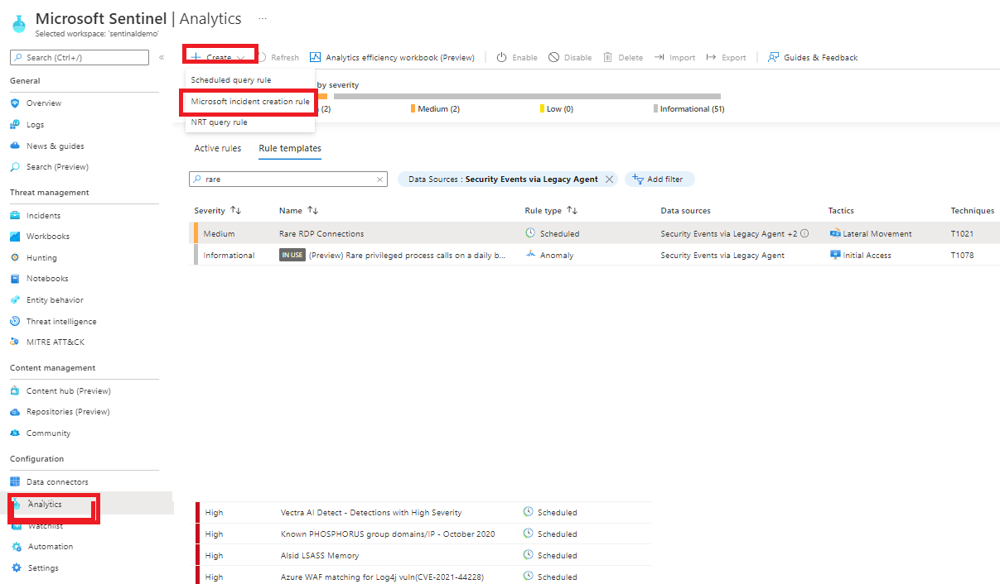 Microsoft Sentinel | Analytics ...
Selected workspace: 'sentinaldemo'
Search (Ctrl+/) «
General
Overview
Logs
News & guides
Search (Preview)
Threat management
Incidents
Workbooks
Hunting
Notebooks
Entity behavior
Threat intelligence
MITRE ATT&CK
Content management
Content hub (Preview)
Repositories (Preview)
Community
Configuration
Data connectors
Analytics
Watchlist
Automation
Settings
Create Refresh Analytics efficiency workbook (Preview) Enable Disable Delete Import Export Guides & Feedback
Scheduled query rule
Microsoft incident creation rule
NRT query rule
by severity
(2) Medium (2) Low (0) Informational (51)
Active rules Rule templates
rare Data Sources : Security Events via Legacy Agent Add filter
Severity Name Rule type Data sources Tactics Techniques
Medium Rare RDP Connections Scheduled Security Events via Legacy Agent +2 Lateral Movement T1021
Informational IN USE (Preview) Rare privileged process calls on a daily b... Anomaly Security Events via Legacy Agent Initial Access T1078
High Vectra AI Detect - Detections with High Severity Scheduled
High Known PHOSPHORUS group domains/IP - October 2020 Scheduled
High Alsid LSASS Memory Scheduled
High Azure WAF matching for Log4j vuln(CVE-2021-44228) Scheduled